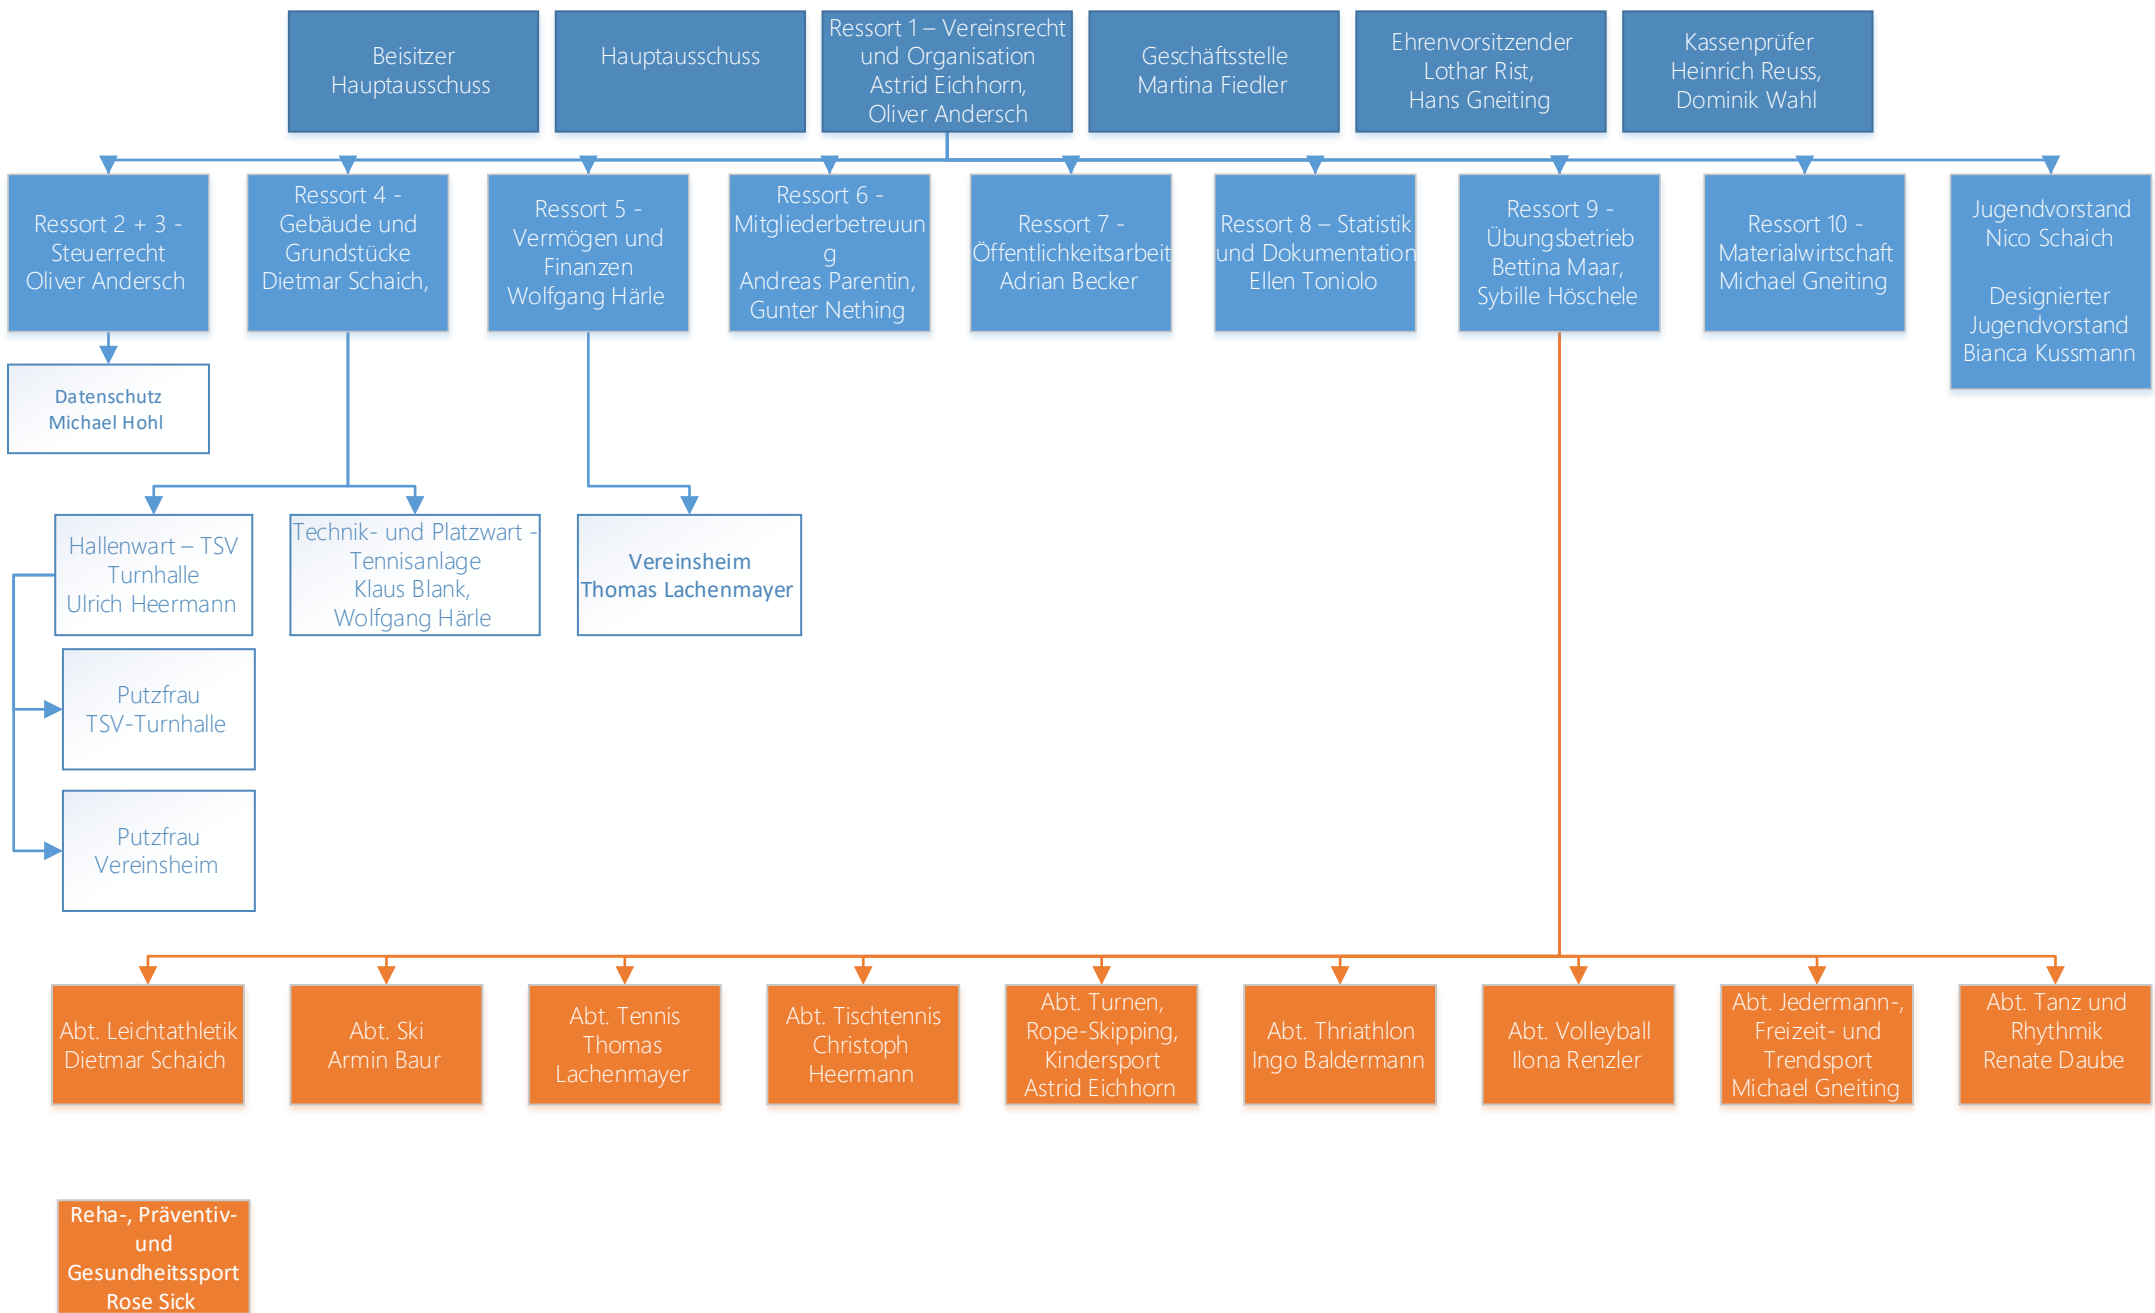 Beisitzer
Hauptausschuss
Hauptausschuss
Ressort 1 – Vereinsrecht
und Organisation
Astrid Eichhorn,
Oliver Andersch
Geschäftsstelle
Martina Fiedler
Ehrenvorsitzender
Lothar Rist,
Hans Gneiting
Kassenprüfer
Heinrich Reuss,
Dominik Wahl
Ressort 2 + 3 -
Steuerrecht
Oliver Andersch
Ressort 4 -
Gebäude und
Grundstücke
Dietmar Schaich,
Ressort 5 -
Vermögen und
Finanzen
Wolfgang Härle
Ressort 6 -
Mitgliederbetreuun
g
Andreas Parentin,
Gunter Nething
Ressort 7 -
Öffentlichkeitsarbeit
Adrian Becker
Ressort 8 – Statistik
und Dokumentation
Ellen Toniolo
Ressort 9 -
Übungsbetrieb
Bettina Maar,
Sybille Höschele
Ressort 10 -
Materialwirtschaft
Michael Gneiting
Jugendvorstand
Nico Schaich
Designierter
Jugendvorstand
Bianca Kussmann
Datenschutz
Michael Hohl
Hallenwart – TSV
Turnhalle
Ulrich Heermann
Technik- und Platzwart -
Tennisanlage
Klaus Blank,
Wolfgang Härle
Vereinsheim
Thomas Lachenmayer
Putzfrau
TSV-Turnhalle
Putzfrau
Vereinsheim
Abt. Leichtathletik
Dietmar Schaich
Abt. Ski
Armin Baur
Abt. Tennis
Thomas
Lachenmayer
Abt. Tischtennis
Christoph
Heermann
Abt. Turnen,
Rope-Skipping,
Kindersport
Astrid Eichhorn
Abt. Thriathlon
Ingo Baldermann
Abt. Volleyball
Ilona Renzler
Abt. Jedermann-,
Freizeit- und
Trendsport
Michael Gneiting
Abt. Tanz und
Rhythmik
Renate Daube
Reha-, Präventiv-
und
Gesundheitssport
Rose Sick